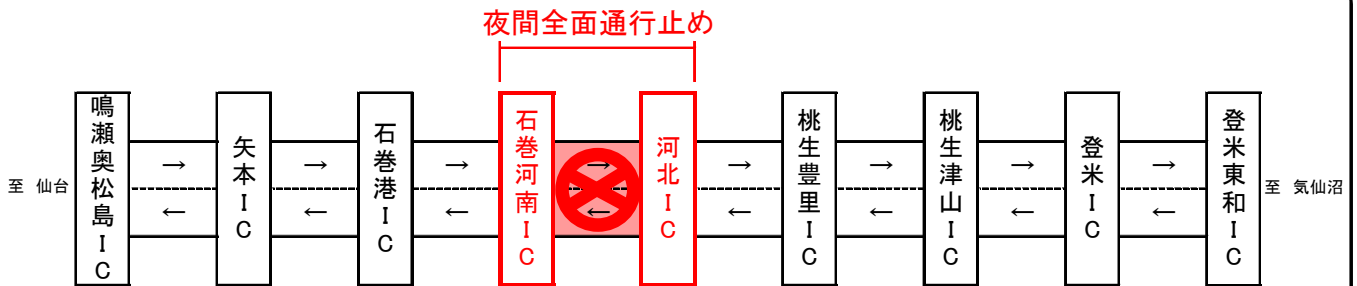 夜間全面通行止め
至 仙台
鳴瀬奥松島IC
→
←
矢本IC
→
←
石巻港IC
→
←
石巻河南IC
→
←
河北IC
→
←
桃生豊里IC
→
←
桃生津山IC
→
←
登米IC
→
←
登米東和IC
至 気仙沼